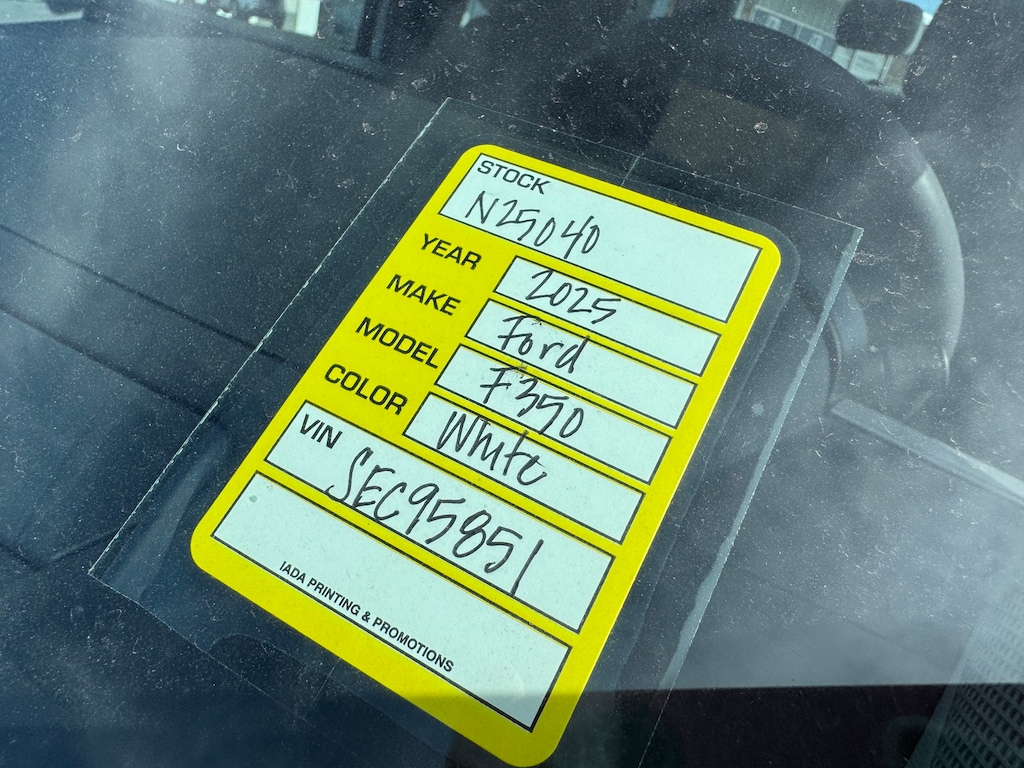 STOCK
N25040
YEAR 2025
MAKE Ford
MODEL F350
COLOR White
VIN
SEC95851
IADA PRINTING & PROMOTIONS